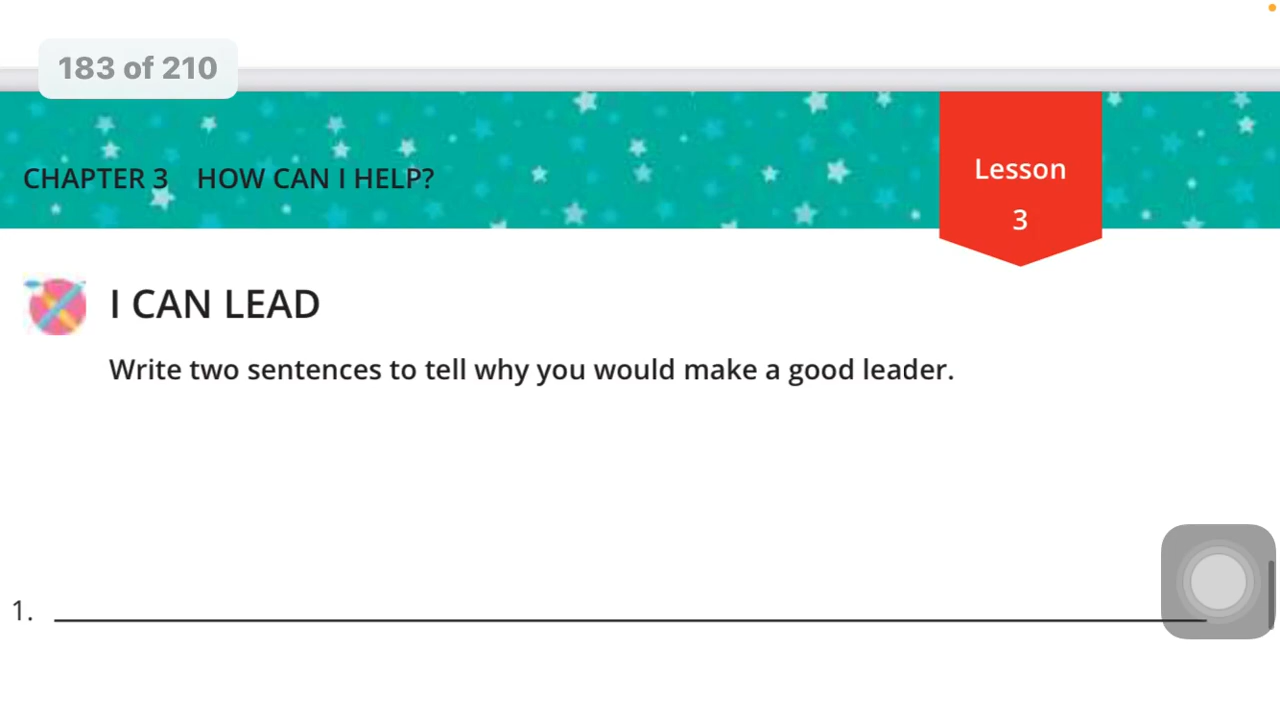 183 of 210
CHAPTER 3 HOW CAN I HELP?
Lesson
3
I CAN LEAD
Write two sentences to tell why you would make a good leader.
1.